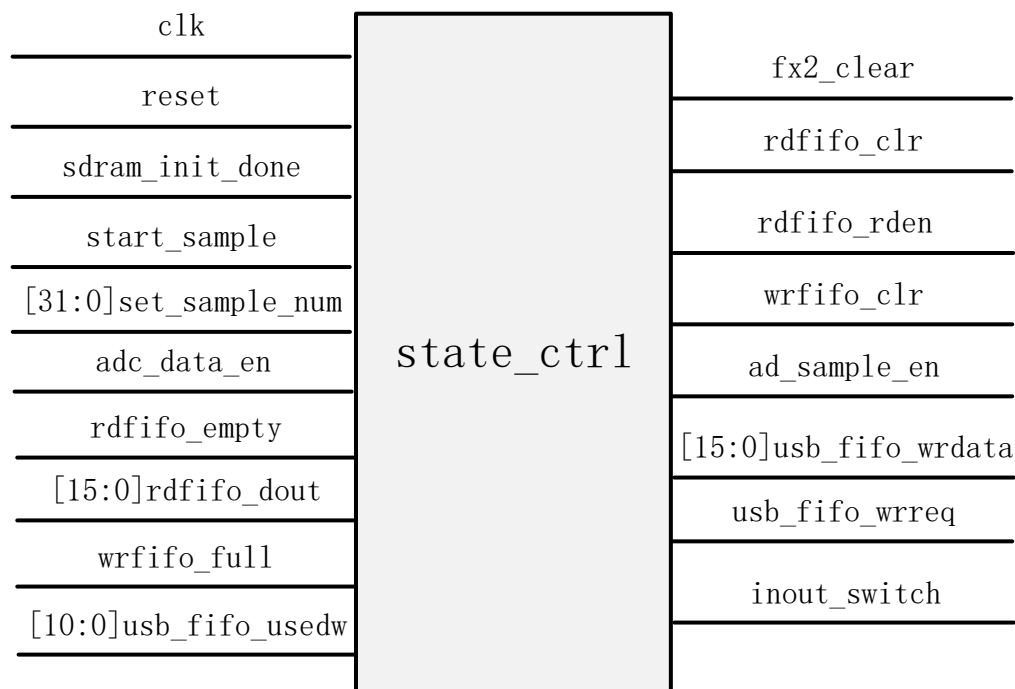 clk
reset
sdram_init_done
start_sample
[31:0]set_sample_num
adc_data_en
rdfifo_empty
[15:0]rdfifo_dout
wrfifo_full
[10:0]usb_fifo_usedw
state_ctrl
fx2_clear
rdfifo_clr
rdfifo_rden
wrfifo_clr
ad_sample_en
[15:0]usb_fifo_wrdata
usb_fifo_wrreq
inout_switch